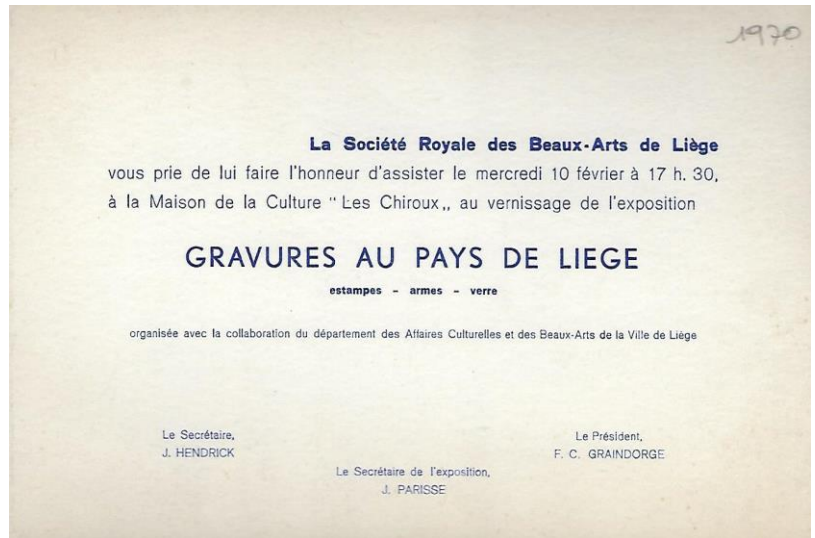 1970
La Société Royale des Beaux-Arts de Liège
vous prie de lui faire l'honneur d'assister le mercredi 10 février à 17 h. 30,
à la Maison de la Culture " Les Chiroux „ au vernissage de l'exposition
GRAVURES AU PAYS DE LIEGE
estampes - armes - verre
organisée avec la collaboration du département des Affaires Culturelles et des Beaux-Arts de la Ville de Liège
Le Secrétaire,
J. HENDRICK
Le Président,
F. C. GRAINDORGE
Le Secrétaire de l'exposition,
J. PARISSE